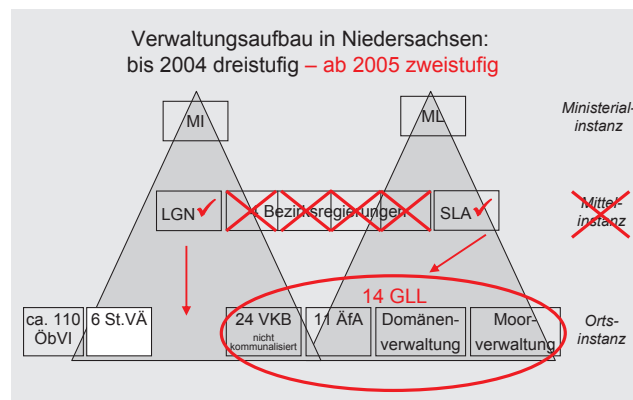 Verwaltungsaufbau in Niedersachsen:
bis 2004 dreistufig – ab 2005 zweistufig
MI
ML
Ministerial-
instanz
LGN
4 Bezirksregierungen
SLA
Mittel-
instanz
14 GLL
ca. 110
ÖbVI
6 St.VÄ
24 VKB
nicht
kommunalisiert
11 ÄfA
Domänen-
verwaltung
Moor-
verwaltung
Orts-
instanz